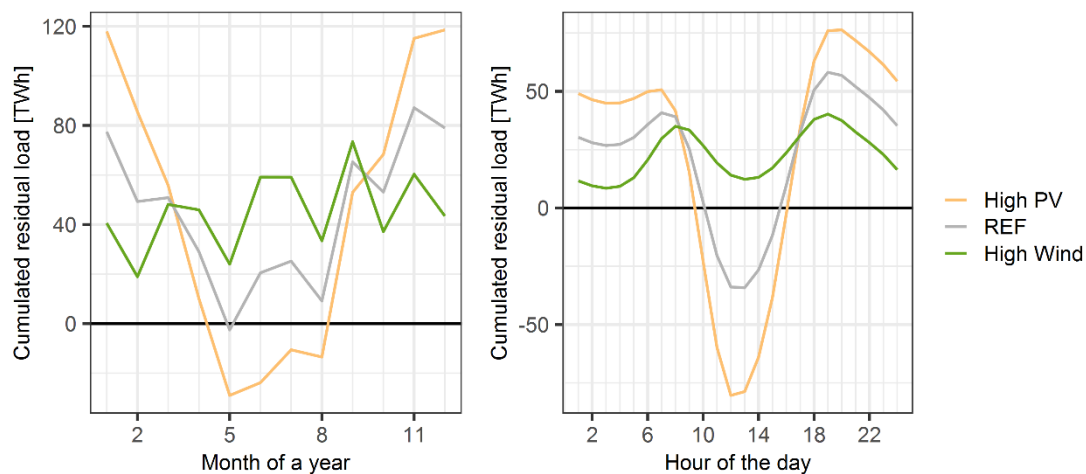 Cumulated residual load [TWh]
120
80
40
0
2
5
8
11
Month of a year
Cumulated residual load [TWh]
50
0
-50
2
6
10
14
18
22
Hour of the day
High PV
REF
High Wind